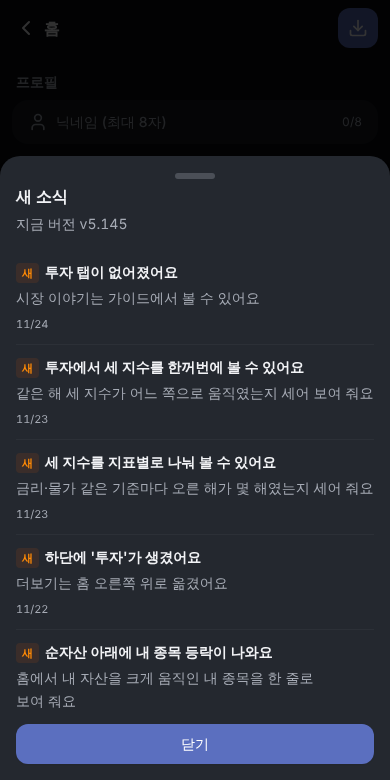 홈
프로필
닉네임 (최대 8자)
0/8
새 소식
지금 버전 v5.145
새 투자 탭이 없어졌어요
시장 이야기는 가이드에서 볼 수 있어요
11/24
새 투자에서 세 지수를 한꺼번에 볼 수 있어요
같은 해 세 지수가 어느 쪽으로 움직였는지 세어 보여 줘요
11/23
새 세 지수를 지표별로 나눠 볼 수 있어요
금리·물가 같은 기준마다 오른 해가 몇 해였는지 세어 줘요
11/23
새 하단에 '투자'가 생겼어요
더보기는 홈 오른쪽 위로 옮겼어요
11/22
새 순자산 아래에 내 종목 등락이 나와요
홈에서 내 자산을 크게 움직인 내 종목을 한 줄로
보여 줘요
닫기